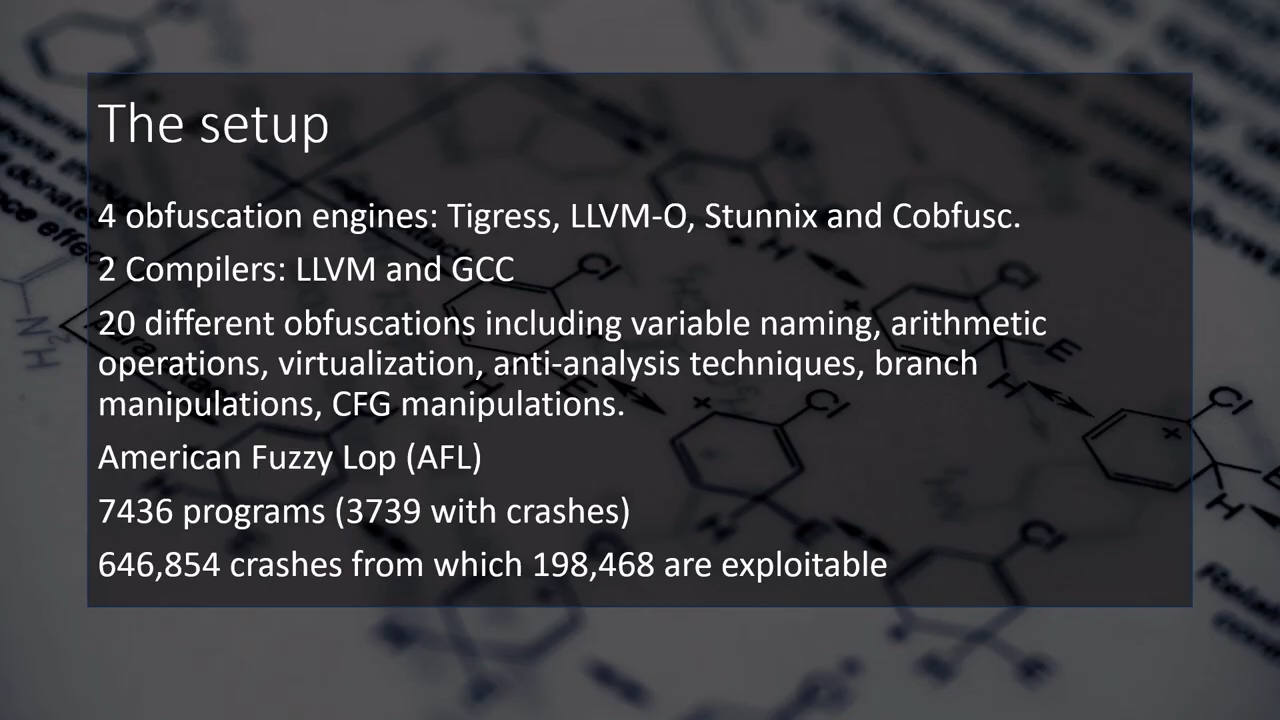 The setup
4 obfuscation engines: Tigress, LLVM-O, Stunnix and Cobfusc.
2 Compilers: LLVM and GCC
20 different obfuscations including variable naming, arithmetic
operations, virtualization, anti-analysis techniques, branch
manipulations, CFG manipulations.
American Fuzzy Lop (AFL)
7436 programs (3739 with crashes)
646,854 crashes from which 198,468 are exploitable